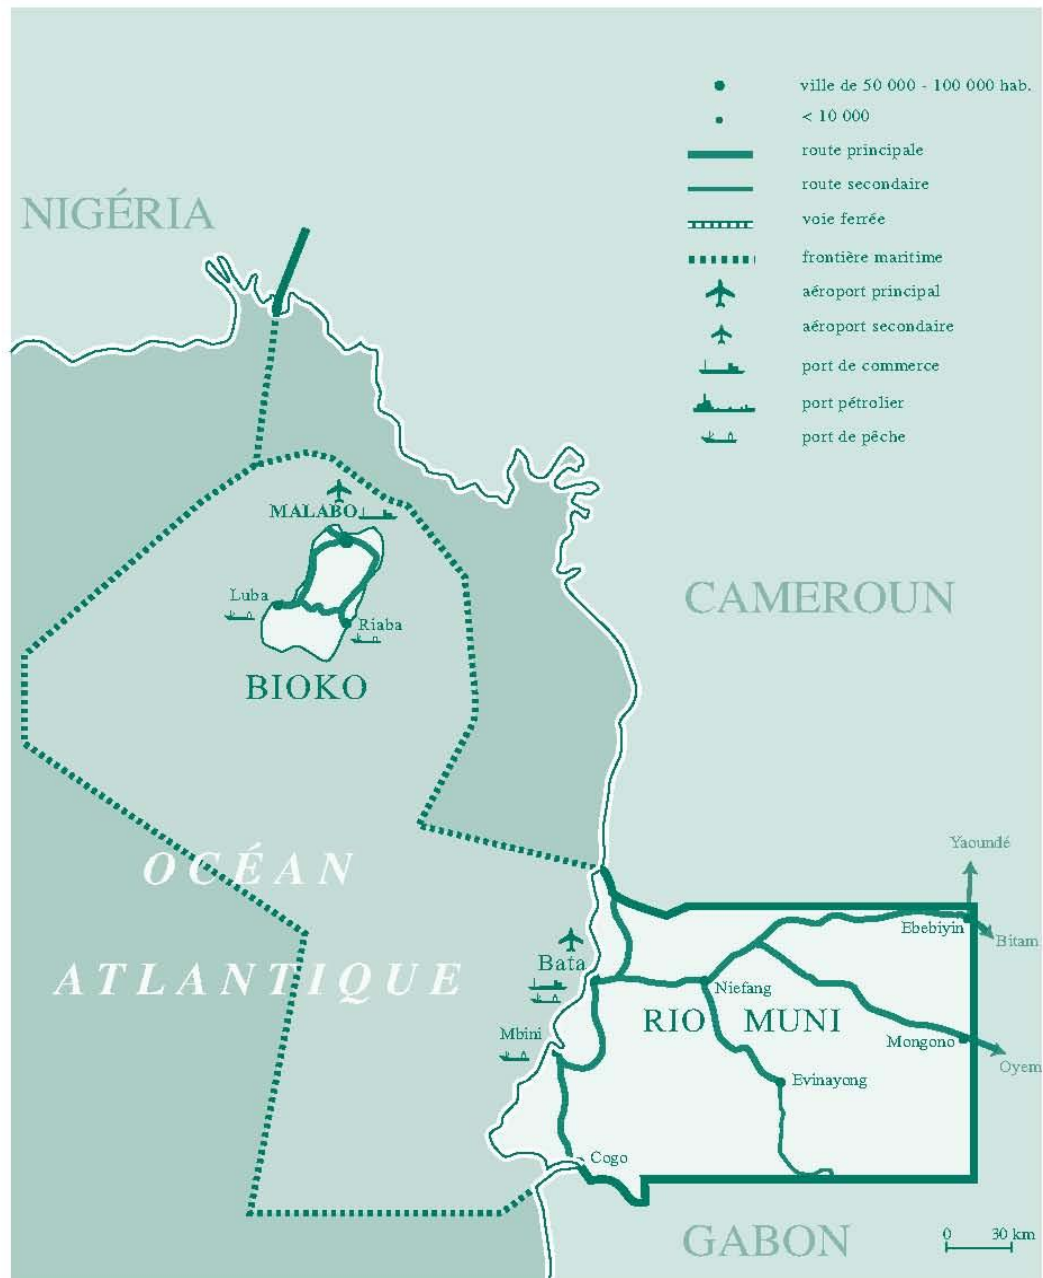 ville de 50 000 - 100 000 hab.
< 10 000
route principale
route secondaire
voie ferrée
frontière maritime
aéroport principal
aéroport secondaire
port de commerce
port pétrolier
port de pêche
NIGÉRIA
MALABO
CAMEROUN
Luba
Riaba
BIOKO
Yaoundé
OCÉAN
ATLANTIQUE
Ebebiyin
Bitam
Bata
Niefang
RIO MUNI
Mbini
Mongono
Oyem
Evinayong
Cogo
GABON
0 30 km